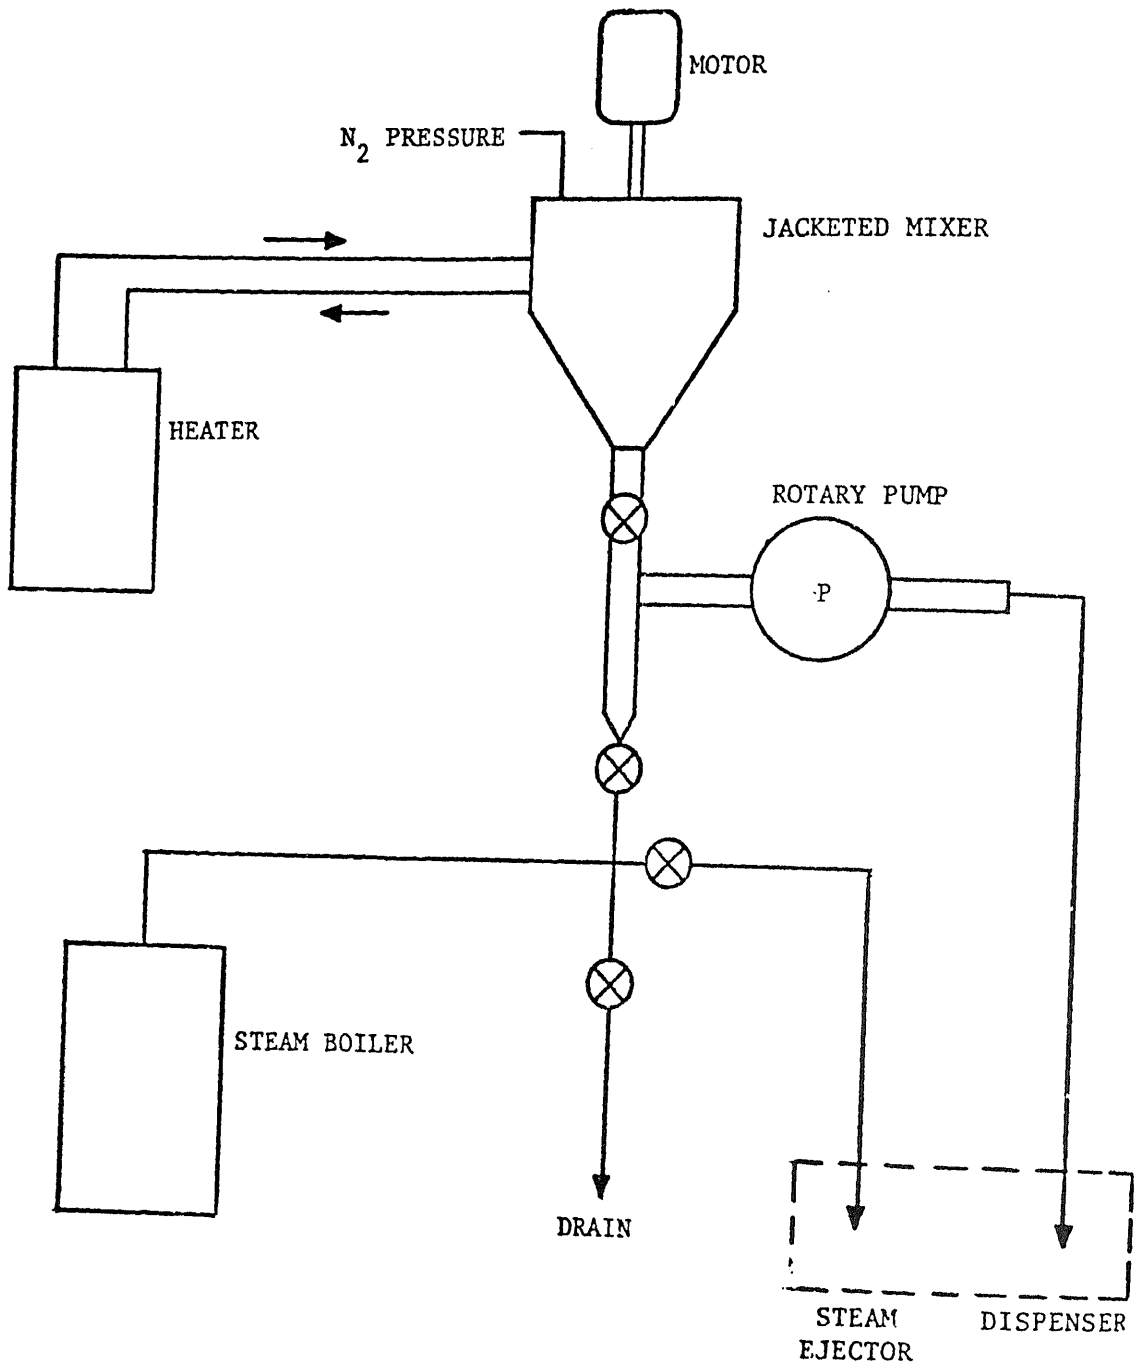 MOTOR
N2 PRESSURE
JACKETED MIXER
HEATER
ROTARY PUMP
P
STEAM BOILER
DRAIN
STEAM
EJECTOR
DISPENSER